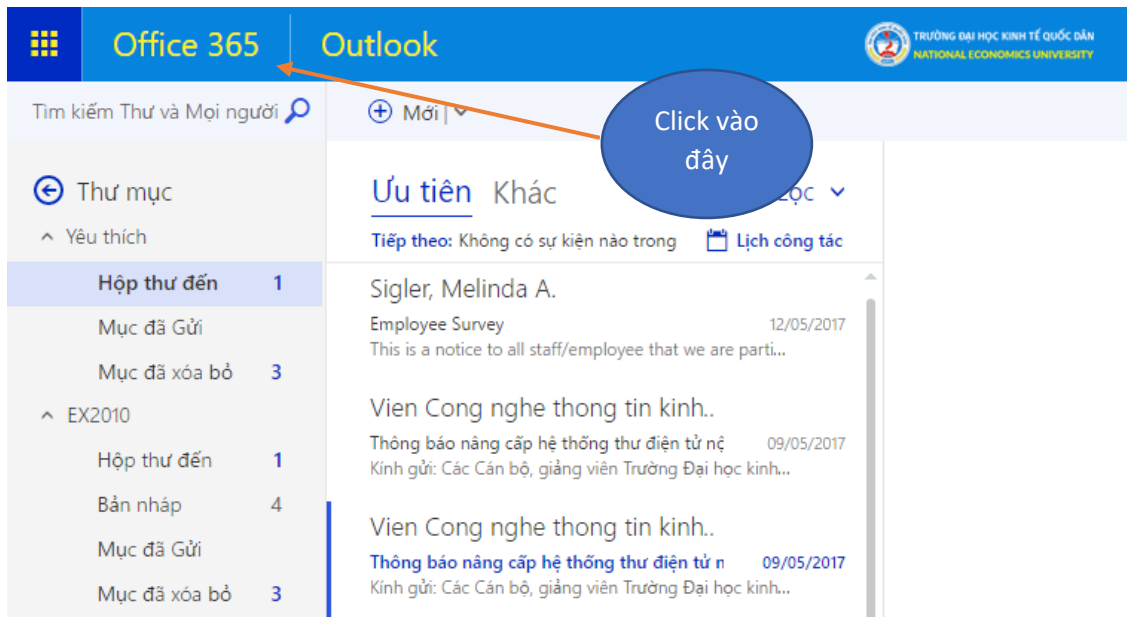 Office 365
Outlook
TRƯỜNG ĐẠI HỌC KINH TẾ QUỐC DÂN
NATIONAL ECONOMICS UNIVERSITY
Tìm kiếm Thư và Mọi người
Mới
Click vào
đây
Thư mục
Yêu thích
Hộp thư đến 1
Mục đã Gửi
Mục đã xóa bỏ 3
EX2010
Hộp thư đến 1
Bản nháp 4
Mục đã Gửi
Mục đã xóa bỏ 3
Ưu tiên Khác
Tiếp theo: Không có sự kiện nào trong Lịch công tác
Sigler, Melinda A.
Employee Survey 12/05/2017
This is a notice to all staff/employee that we are parti...
Vien Cong nghe thong tin kinh..
Thông báo nâng cấp hệ thống thư điện tử nộ 09/05/2017
Kính gửi: Các Cán bộ, giảng viên Trường Đại học kinh...
Vien Cong nghe thong tin kinh..
Thông báo nâng cấp hệ thống thư điện tử n 09/05/2017
Kính gửi: Các Cán bộ, giảng viên Trường Đại học kinh...